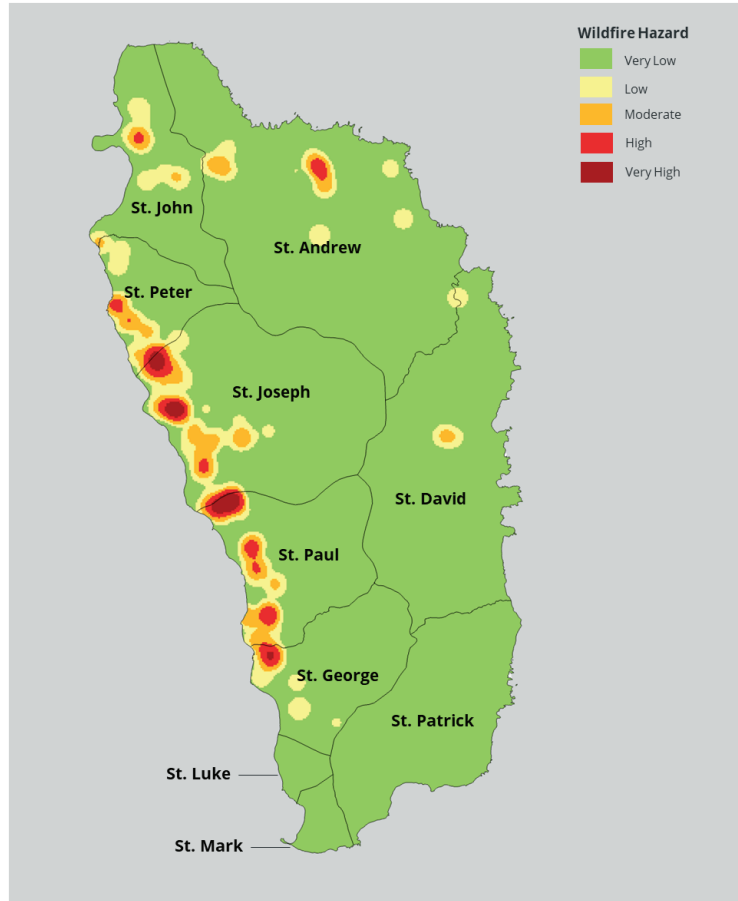 Wildfire Hazard
Very Low
Low
Moderate
High
Very High
St. John
St. Andrew
St. Peter
St. Joseph
St. David
St. Paul
St. George
St. Patrick
St. Luke
St. Mark